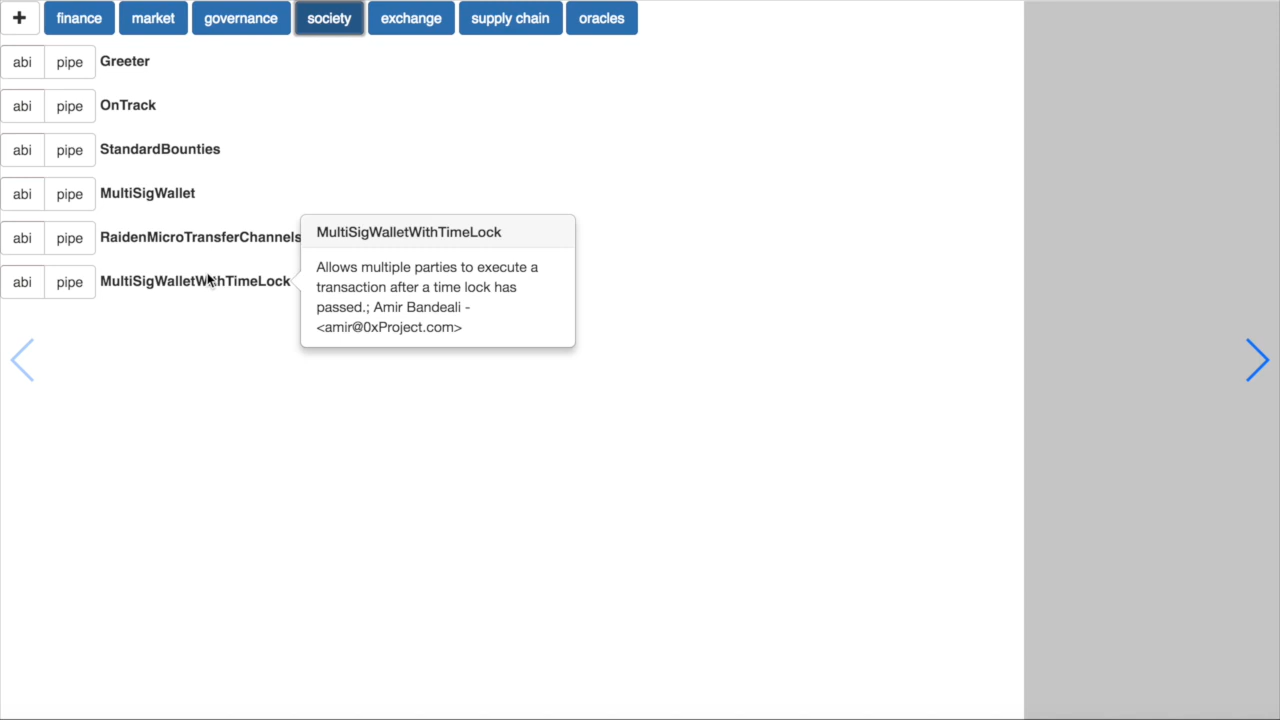 + finance market governance society exchange supply chain oracles
abi pipe Greeter
abi pipe OnTrack
abi pipe StandardBounties
abi pipe MultiSigWallet
abi pipe RaidenMicroTransferChannels
abi pipe MultiSigWalletWithTimeLock
MultiSigWalletWithTimeLock
Allows multiple parties to execute a
transaction after a time lock has
passed.; Amir Bandeali -
<amir@0xProject.com>